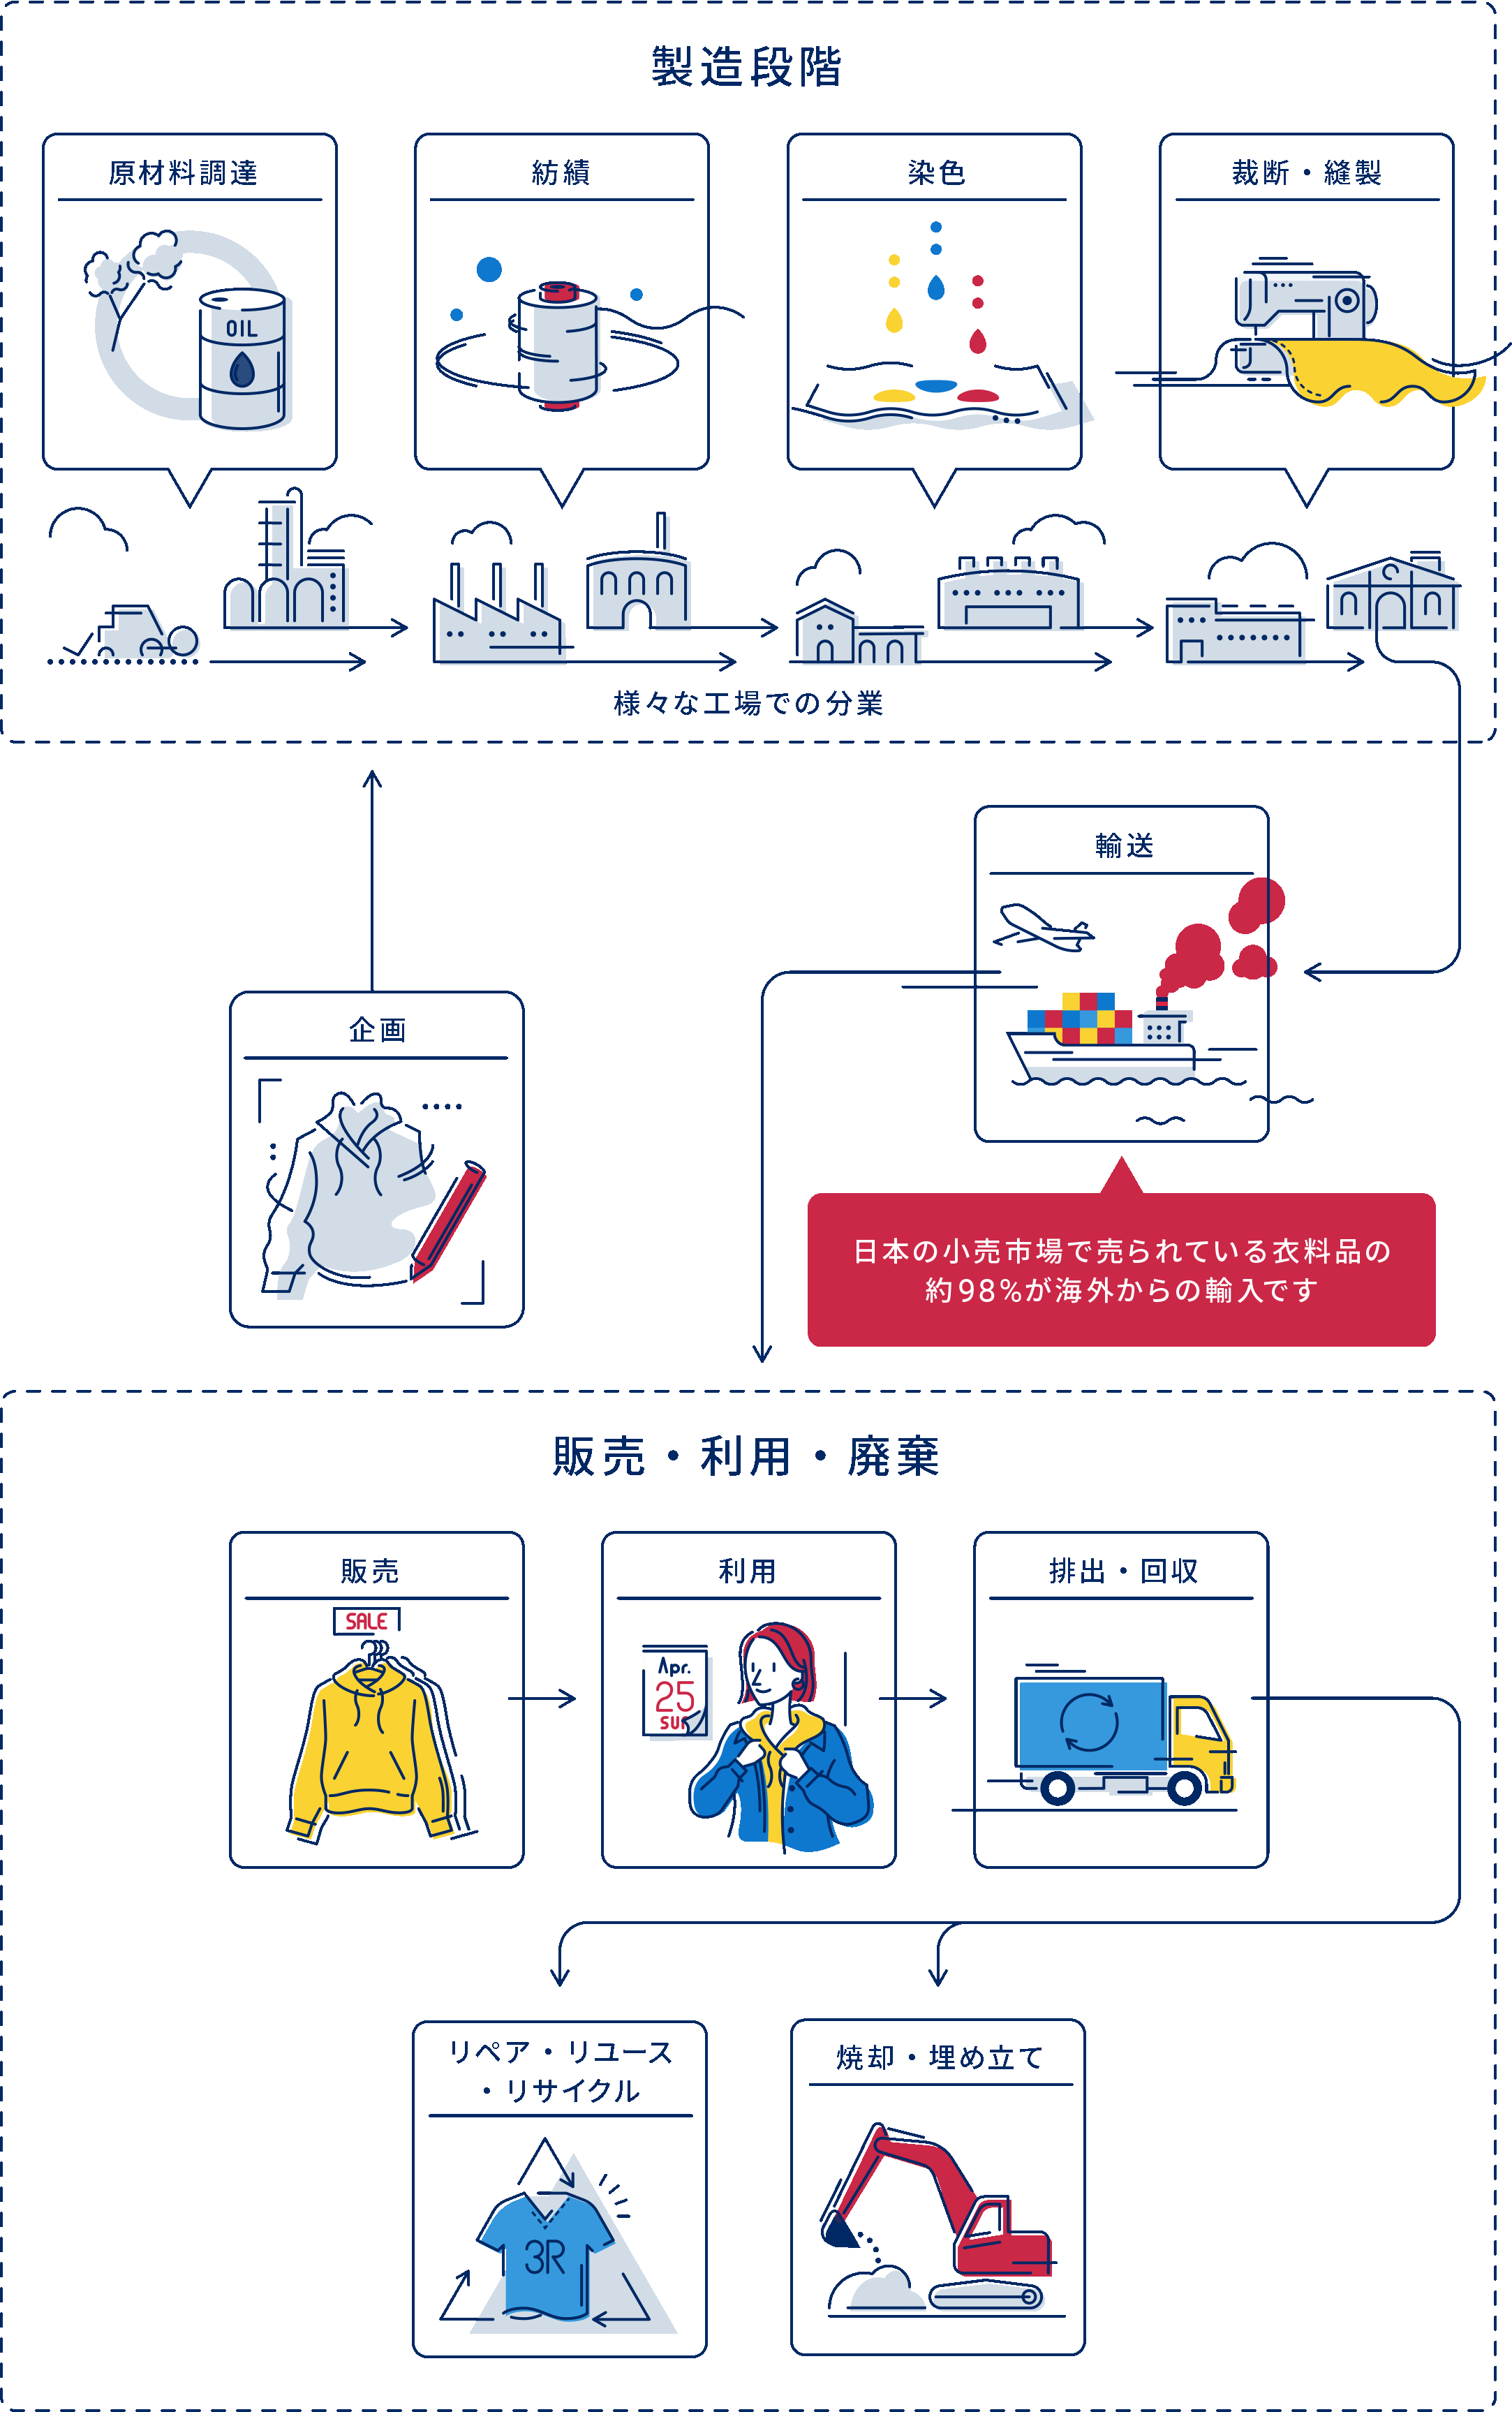 製造段階
原材料調達
紡績
染色
裁断・縫製
OIL
様々な工場での分業
輸送
企画
日本の小売市場で売られている衣料品の
約98%が海外からの輸入です
販売・利用・廃棄
販売
利用
排出・回収
SALE
Apr.
25
SUN
リペア・リユース
・リサイクル
焼却・埋め立て
3R